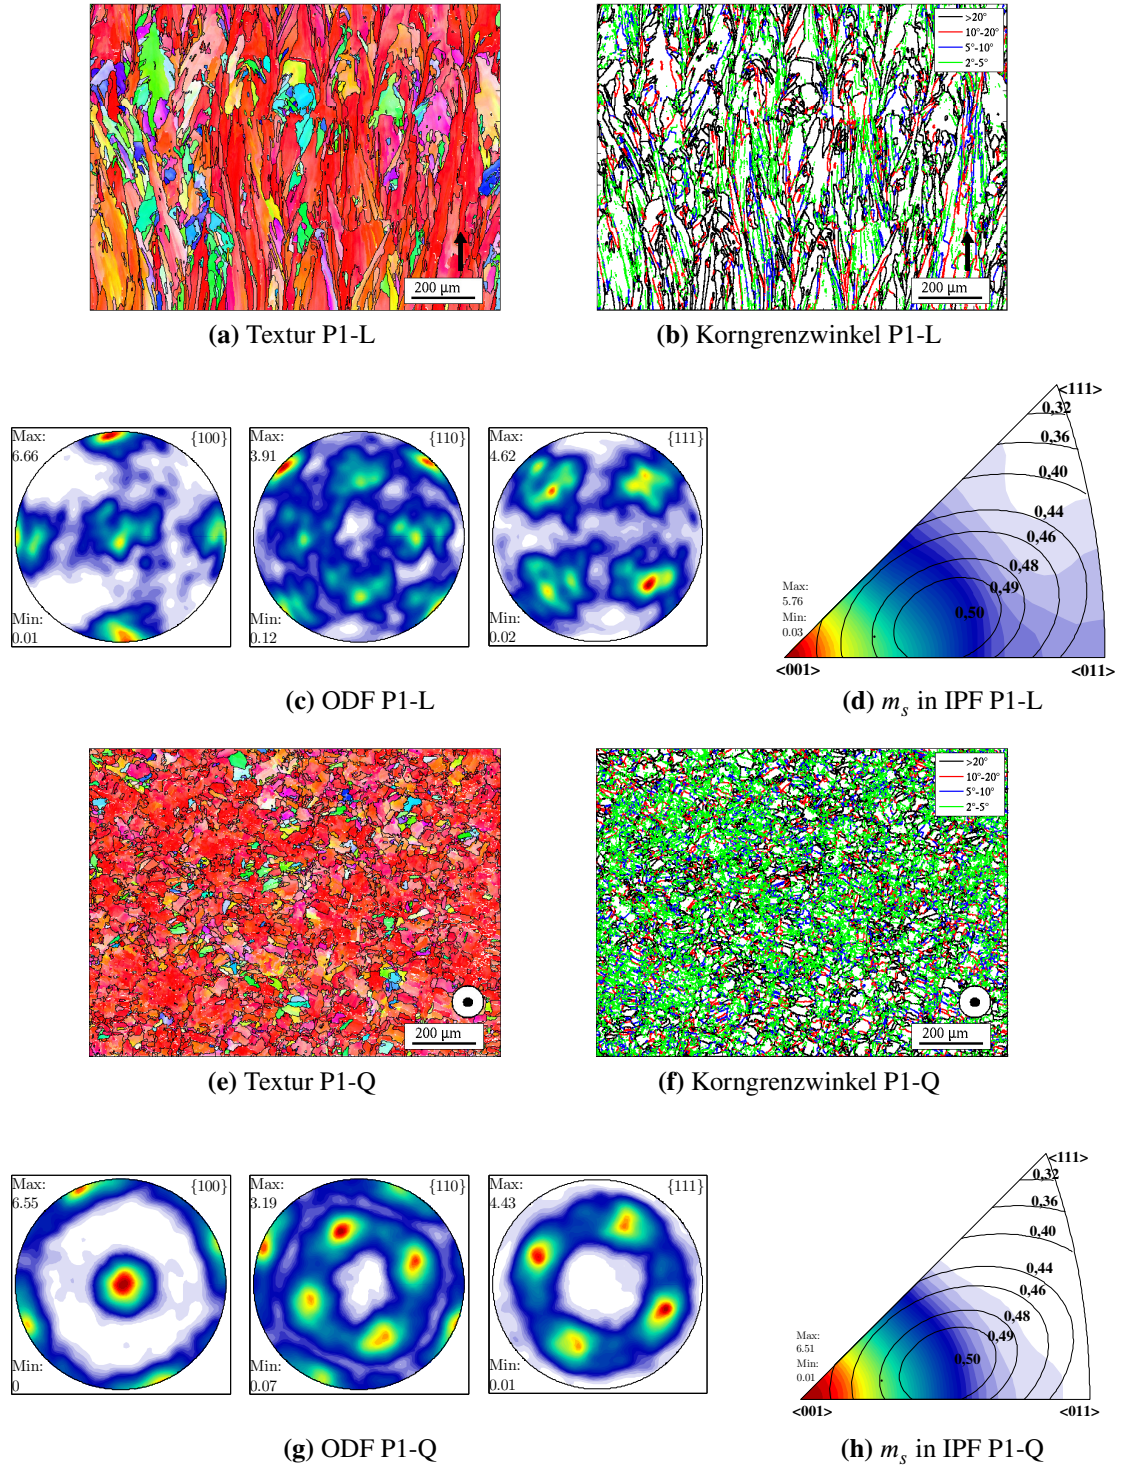 >20°
10°-20°
5°-10°
2°-5°
200 µm
200 µm
(a) Textur P1-L
(b) Korngrenzwinkel P1-L
Max:
6.66
{100}
Min:
0.01
Max:
3.91
{110}
Min:
0.12
Max:
4.62
{111}
Min:
0.02
<111>
0,32
0,36
0,40
0,44
0,46
0,48
0,49
0,50
Max:
5.76
Min:
0.03
<001>
<011>
(c) ODF P1-L
(d) mₛ in IPF P1-L
>20°
10°-20°
5°-10°
2°-5°
200 µm
200 µm
(e) Textur P1-Q
(f) Korngrenzwinkel P1-Q
Max:
6.55
{100}
Min:
0
Max:
3.19
{110}
Min:
0.07
Max:
4.43
{111}
Min:
0.01
<111>
0,32
0,36
0,40
0,44
0,46
0,48
0,49
0,50
Max:
6.51
Min:
0.01
<001>
<011>
(g) ODF P1-Q
(h) mₛ in IPF P1-Q